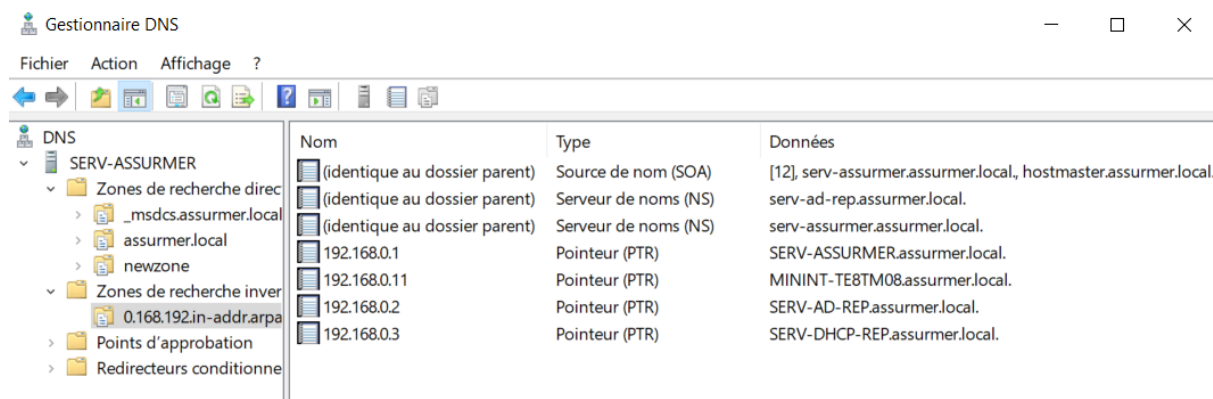 Gestionnaire DNS
Fichier Action Affichage ?
DNS
SERV-ASSURMER
Zones de recherche direc
_msdcs.assurmer.local
assurmer.local
newzone
Zones de recherche inver
0.168.192.in-addr.arpa
Points d'approbation
Redirecteurs conditionne
Nom Type Données
(identique au dossier parent) Source de nom (SOA) [12], serv-assurmer.assurmer.local., hostmaster.assurmer.local.
(identique au dossier parent) Serveur de noms (NS) serv-ad-rep.assurmer.local.
(identique au dossier parent) Serveur de noms (NS) serv-assurmer.assurmer.local.
192.168.0.1 Pointeur (PTR) SERV-ASSURMER.assurmer.local.
192.168.0.11 Pointeur (PTR) MININT-TE8TM08.assurmer.local.
192.168.0.2 Pointeur (PTR) SERV-AD-REP.assurmer.local.
192.168.0.3 Pointeur (PTR) SERV-DHCP-REP.assurmer.local.